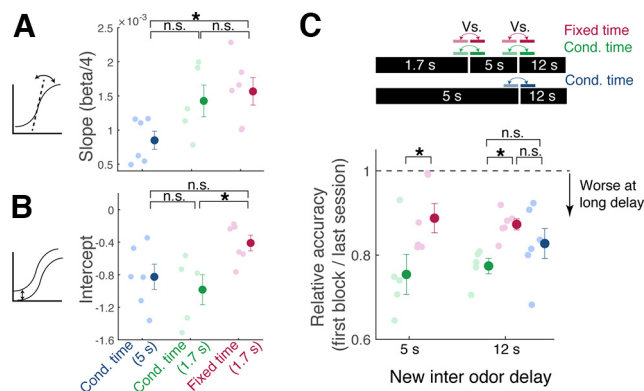 A
×10⁻³
*
n.s.
n.s.
2
1.5
1
0.5
Slope (beta/4)
B
n.s.
n.s.
*
0
-0.4
-0.8
-1.2
-1.6
Intercept
Cond. time (5 s)
Cond. time (1.7 s)
Fixed time (1.7 s)
C
Vs.
Vs.
Fixed time
Cond. time
1.7 s
5 s
12 s
Cond. time
5 s
12 s
n.s.
*
*
n.s.
1
0.8
0.6
Worse at
long delay
Relative accuracy
(first block / last session)
5 s
12 s
New inter odor delay